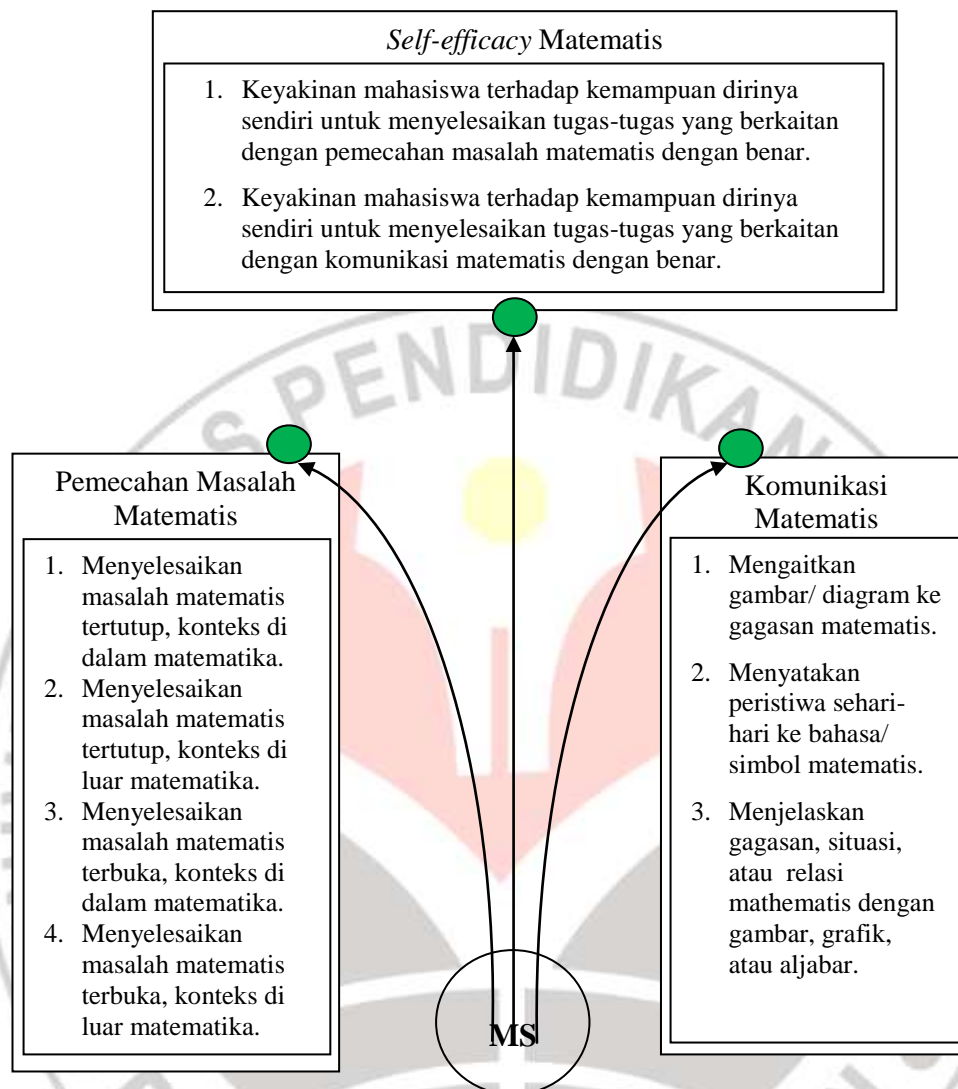 Self-efficacy Matematis
1. Keyakinan mahasiswa terhadap kemampuan dirinya
sendiri untuk menyelesaikan tugas-tugas yang berkaitan
dengan pemecahan masalah matematis dengan benar.
2. Keyakinan mahasiswa terhadap kemampuan dirinya
sendiri untuk menyelesaikan tugas-tugas yang berkaitan
dengan komunikasi matematis dengan benar.
S PENDIDIKAN
Pemecahan Masalah
Matematis
1. Menyelesaikan
masalah matematis
tertutup, konteks di
dalam matematika.
2. Menyelesaikan
masalah matematis
tertutup, konteks di
luar matematika.
3. Menyelesaikan
masalah matematis
terbuka, konteks di
dalam matematika.
4. Menyelesaikan
masalah matematis
terbuka, konteks di
luar matematika.
Komunikasi
Matematis
1. Mengaitkan
gambar/ diagram ke
gagasan matematis.
2. Menyatakan
peristiwa sehari-
hari ke bahasa/
simbol matematis.
3. Menjelaskan
gagasan, situasi,
atau relasi
mathematis dengan
gambar, grafik,
atau aljabar.
MS